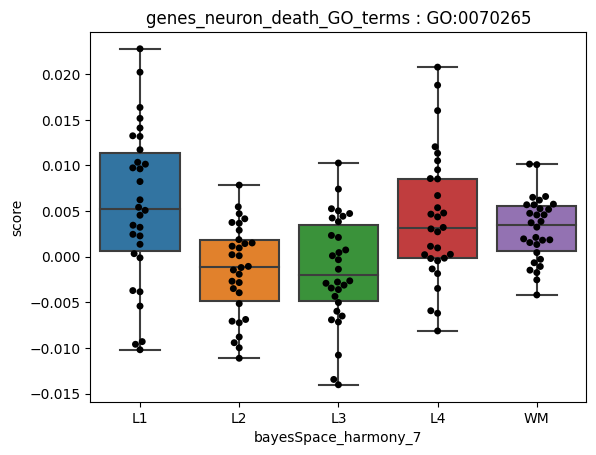 genes_neuron_death_GO_terms : GO:0070265
0.020
0.015
0.010
0.005
0.000
−0.005
−0.010
−0.015
score
L1 L2 L3 L4 WM
bayesSpace_harmony_7